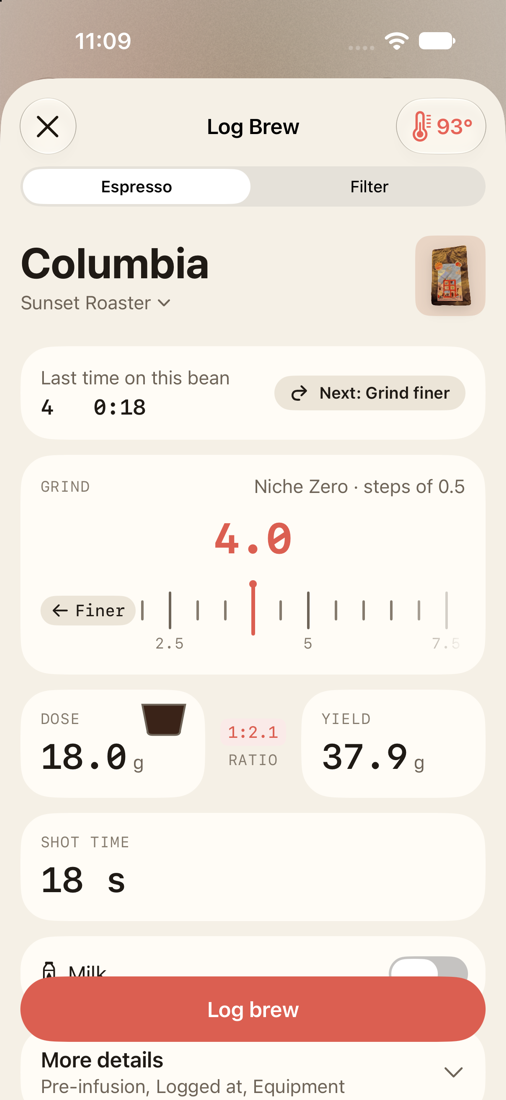 11:09
Log Brew
93°
Espresso
Filter
Columbia
Sunset Roaster
Last time on this bean
4 0:18
Next: Grind finer
GRIND
Niche Zero · steps of 0.5
4.0
← Finer
2.5
5
7.5
DOSE
18.0 g
1:2.1
RATIO
YIELD
37.9 g
SHOT TIME
18 s
Milk
Log brew
More details
Pre-infusion, Logged at, Equipment